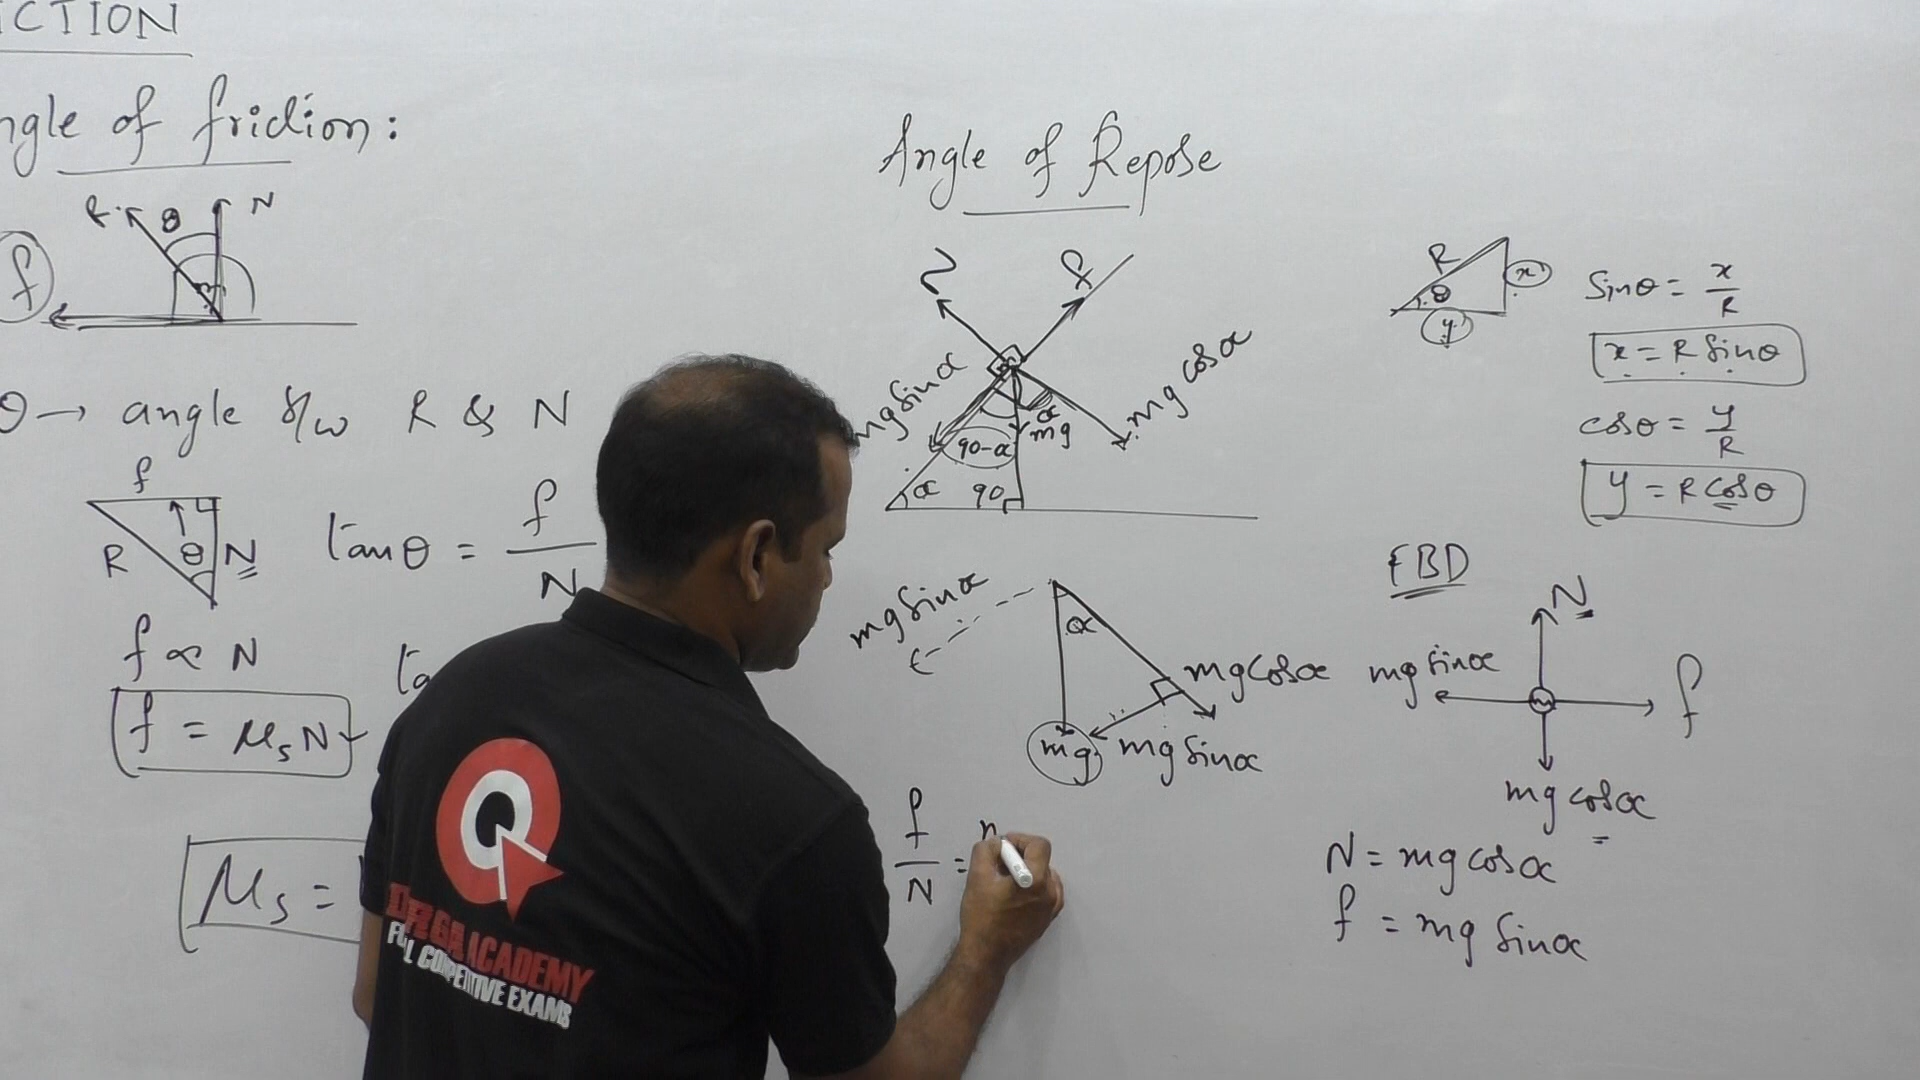 ICTION
ngle of friction:
R θ N
f
θ → angle b/w R & N
f
R θ N
tanθ = f/N
f ∝ N
ta
f = μs N
μs =
Angle of Repose
N f
mg sinα
mg cosα
α
mg
90-α
α 90
mg sinα
α
mg cosα
mg
mg sinα
f/N =
R
θ
x
y
Sinθ = x/R
x = R Sinθ
cosθ = y/R
y = R cosθ
FBD
N
mg sinα
f
mg cosα
N = mg cosα
f = mg Sinα
Q
ACADEMY
COMPETITIVE EXAMS